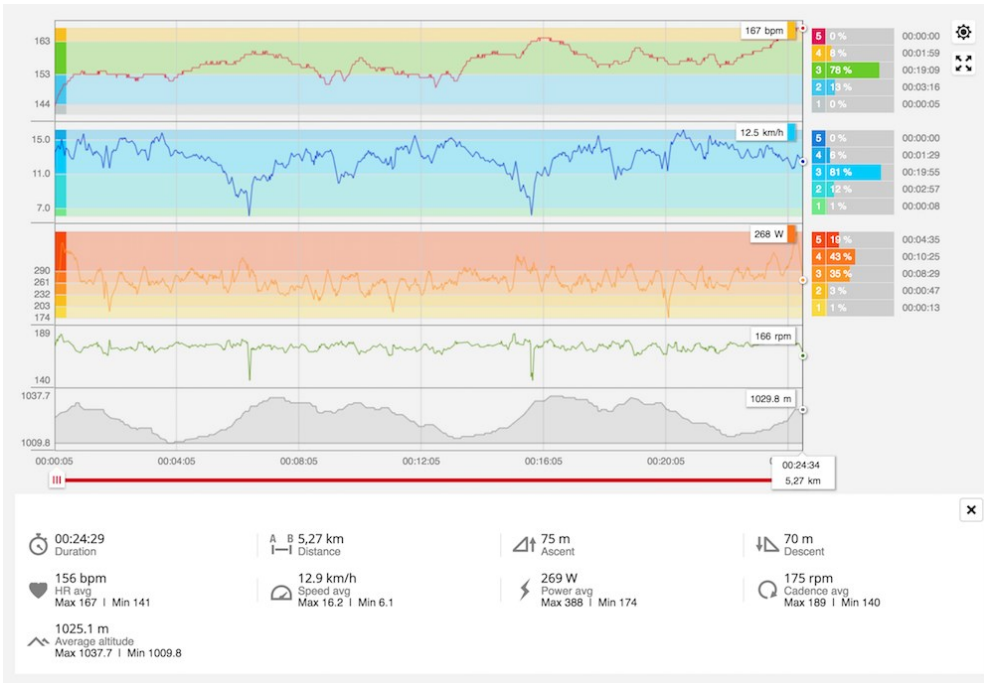 163
153
144
167 bpm
5 0 % 00:00:00
4 8 % 00:01:59
3 78 % 00:19:09
2 13 % 00:03:16
1 0 % 00:00:05
15.0
11.0
7.0
12.5 km/h
5 0 % 00:00:00
4 6 % 00:01:29
3 81 % 00:19:55
2 12 % 00:02:57
1 1 % 00:00:08
290
261
232
203
174
268 W
5 19 % 00:04:35
4 43 % 00:10:25
3 35 % 00:08:29
2 3 % 00:00:47
1 1 % 00:00:13
189
140
166 rpm
1037.7
1009.8
1029.8 m
00:00:05 00:04:05 00:08:05 00:12:05 00:16:05 00:20:05
00:24:34
5,27 km
00:24:29
Duration
A B
5,27 km
Distance
75 m
Ascent
70 m
Descent
156 bpm
HR avg
Max 167 | Min 141
12.9 km/h
Speed avg
Max 16.2 | Min 6.1
269 W
Power avg
Max 388 | Min 174
175 rpm
Cadence avg
Max 189 | Min 140
1025.1 m
Average altitude
Max 1037.7 | Min 1009.8